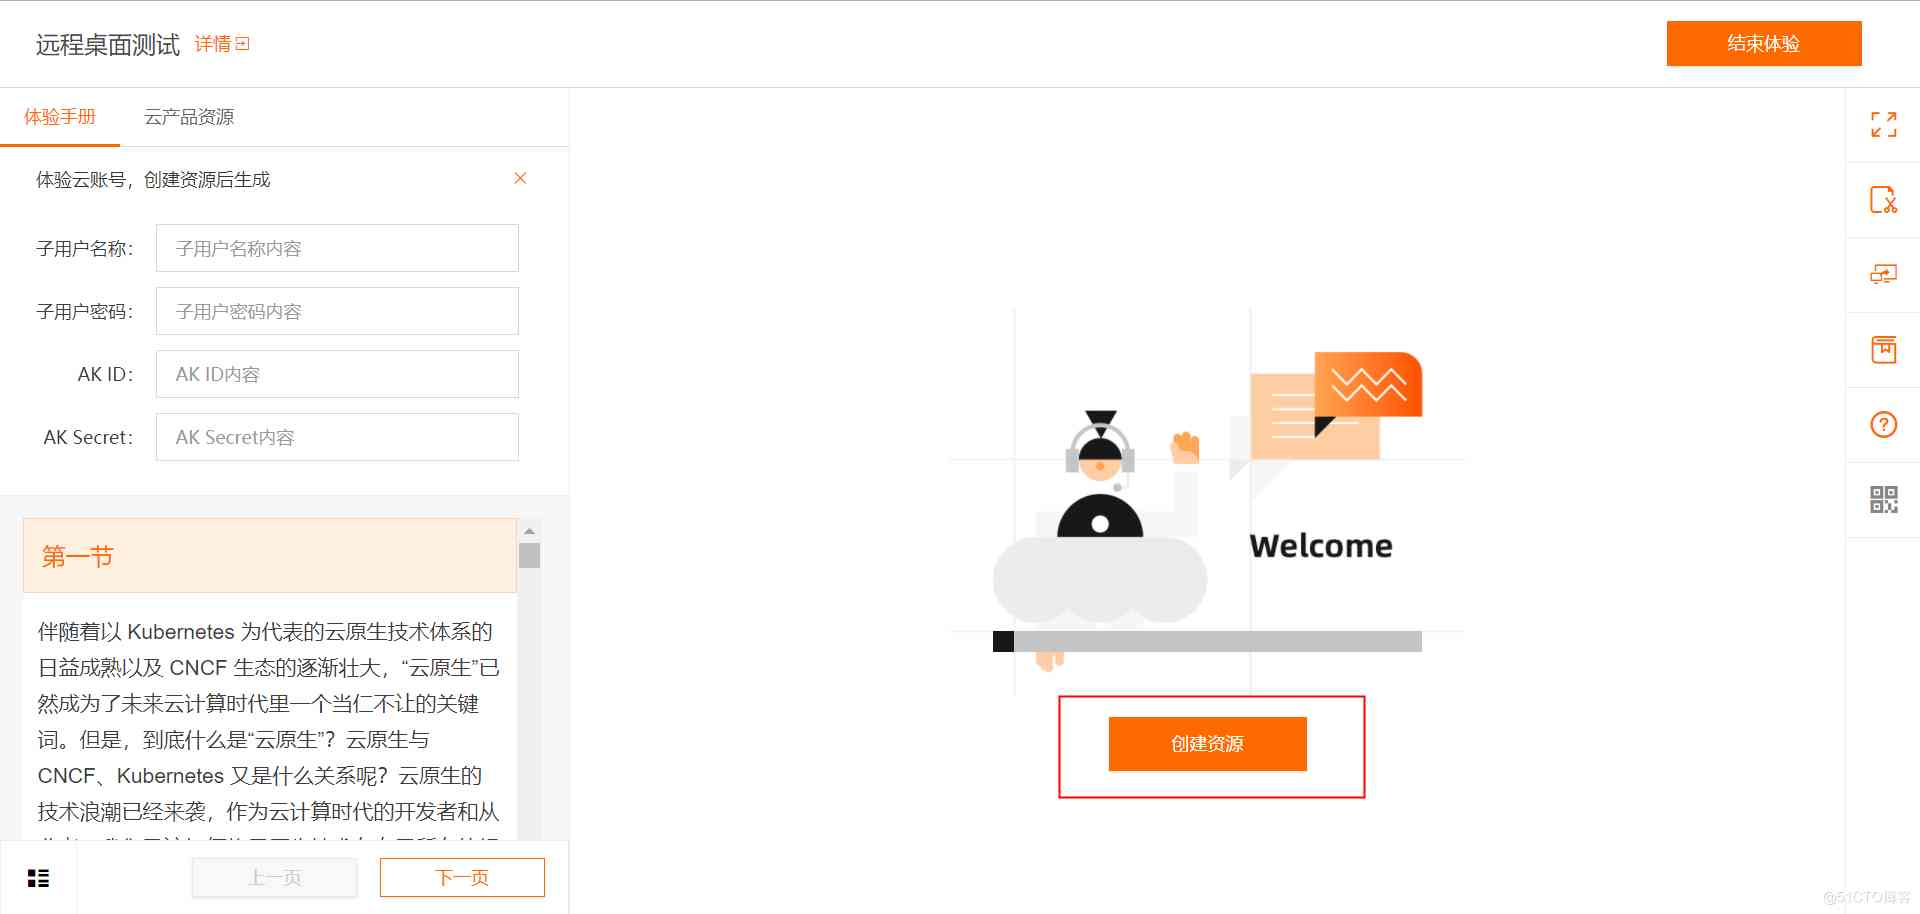 远程桌面测试 详情
结束体验
体验手册 云产品资源
体验云账号，创建资源后生成
子用户名称： 子用户名称内容
子用户密码： 子用户密码内容
AK ID： AK ID内容
AK Secret： AK Secret内容
第一节
伴随着以 Kubernetes 为代表的云原生技术体系的
日益成熟以及 CNCF 生态的逐渐壮大，“云原生”已
然成为了未来云计算时代里一个当仁不让的关键
词。但是，到底什么是“云原生”？云原生与
CNCF、Kubernetes 又是什么关系呢？云原生的
技术浪潮已经来袭，作为云计算时代的开发者和从
上一页 下一页
Welcome
创建资源
@51CTO博客